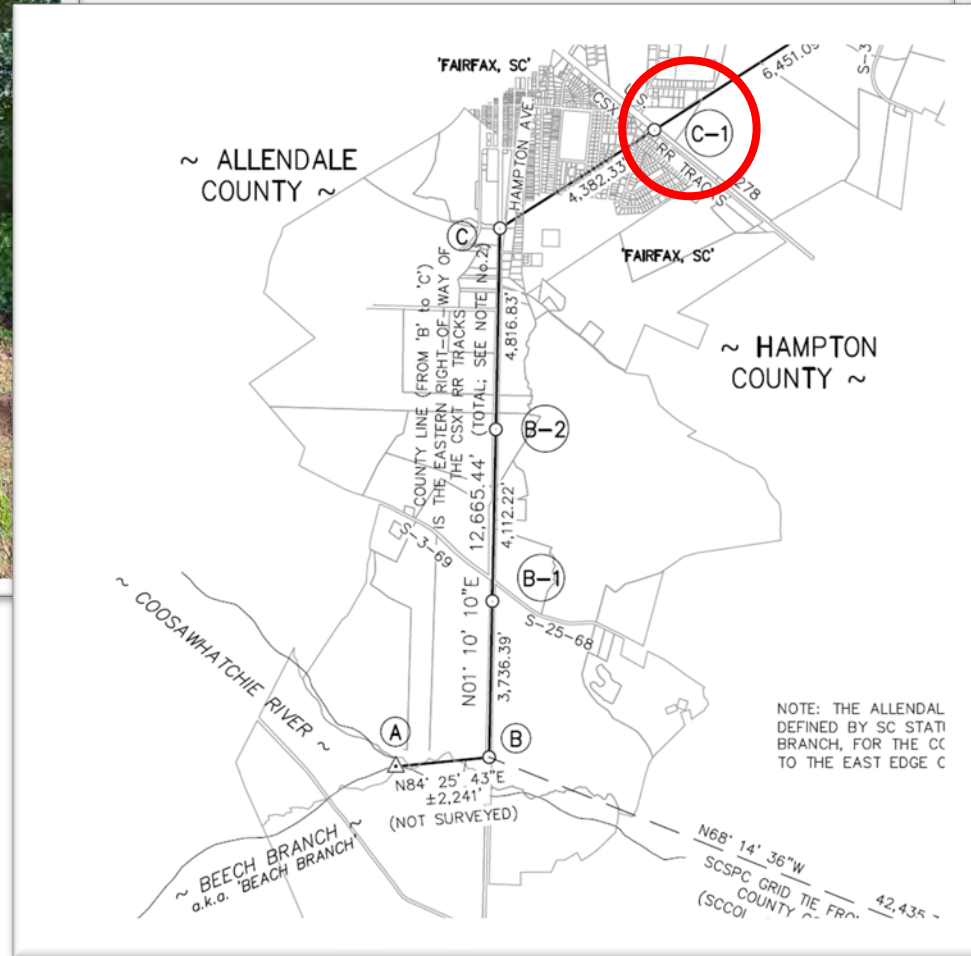 'FAIRFAX, SC'
6,451.05
S-3
U.S.
CSXT
C-1
~ ALLENDALE
COUNTY ~
HAMPTON AVE
4,382.33'
RR TRACKS
278
C
'FAIRFAX, SC'
COUNTY LINE (FROM 'B' to 'C')
IS THE EASTERN RIGHT-OF-WAY OF
THE CSXT RR TRACKS
12,665.44' (TOTAL; SEE NOTE No.2)
4,816.83'
~ HAMPTON
COUNTY ~
B-2
4,112.22'
S-3-69
B-1
S-25-68
~ COOSAWHATCHIE RIVER ~
N01° 10' 10"E
3,736.39'
NOTE: THE ALLENDAL
DEFINED BY SC STATU
BRANCH, FOR THE CO
TO THE EAST EDGE O
A
B
N84° 25' 43"E
±2,241'
(NOT SURVEYED)
~ BEECH BRANCH ~
a.k.a. 'BEACH BRANCH'
N68° 14' 36"W
42,435
SCSPC GRID TIE FRO
COUNTY
(SCCO